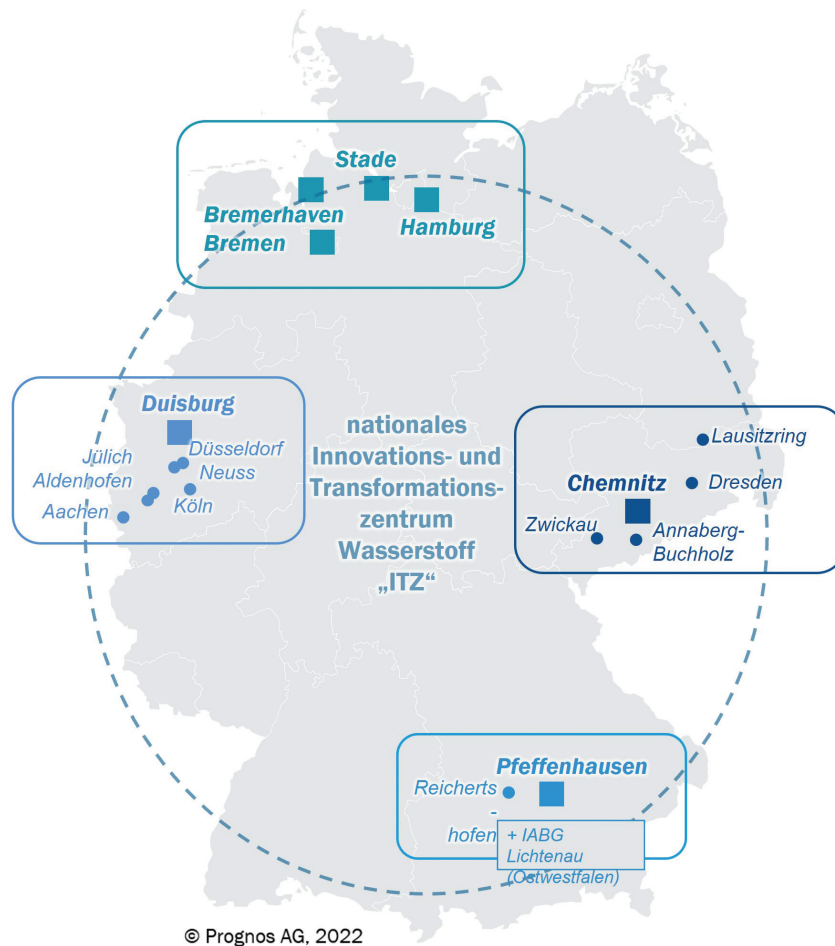 Stade
Bremerhaven
Bremen
Hamburg
Duisburg
Jülich
Düsseldorf
Aldenhofen
Neuss
Aachen
Köln
nationales
Innovations- und
Transformations-
zentrum
Wasserstoff
„ITZ“
Lausitzring
Chemnitz
Dresden
Zwickau
Annaberg-
Buchholz
Pfeffenhausen
Reicherts
-
hofen
+ IABG
Lichtenau
(Ostwestfalen)
© Prognos AG, 2022